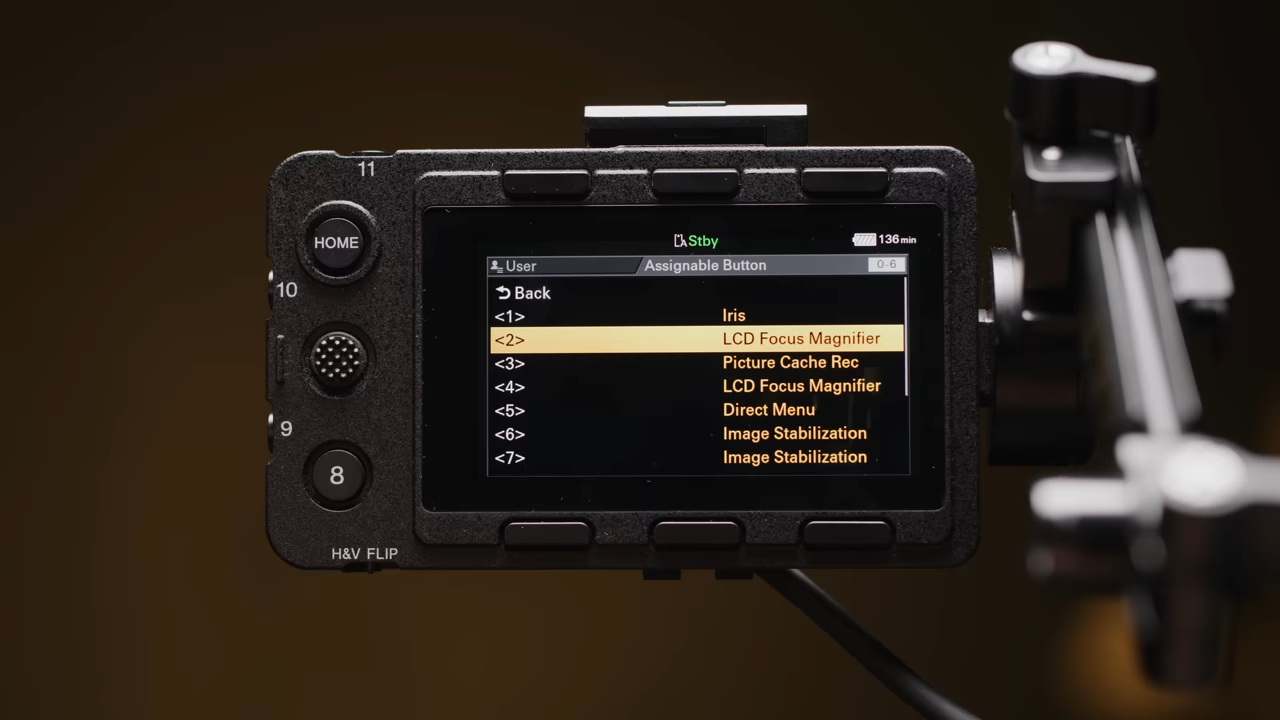 11
HOME
10
9
8
H&V FLIP
A Stby
136 min
User
Assignable Button
0-6
Back
<1> Iris
<2> LCD Focus Magnifier
<3> Picture Cache Rec
<4> LCD Focus Magnifier
<5> Direct Menu
<6> Image Stabilization
<7> Image Stabilization